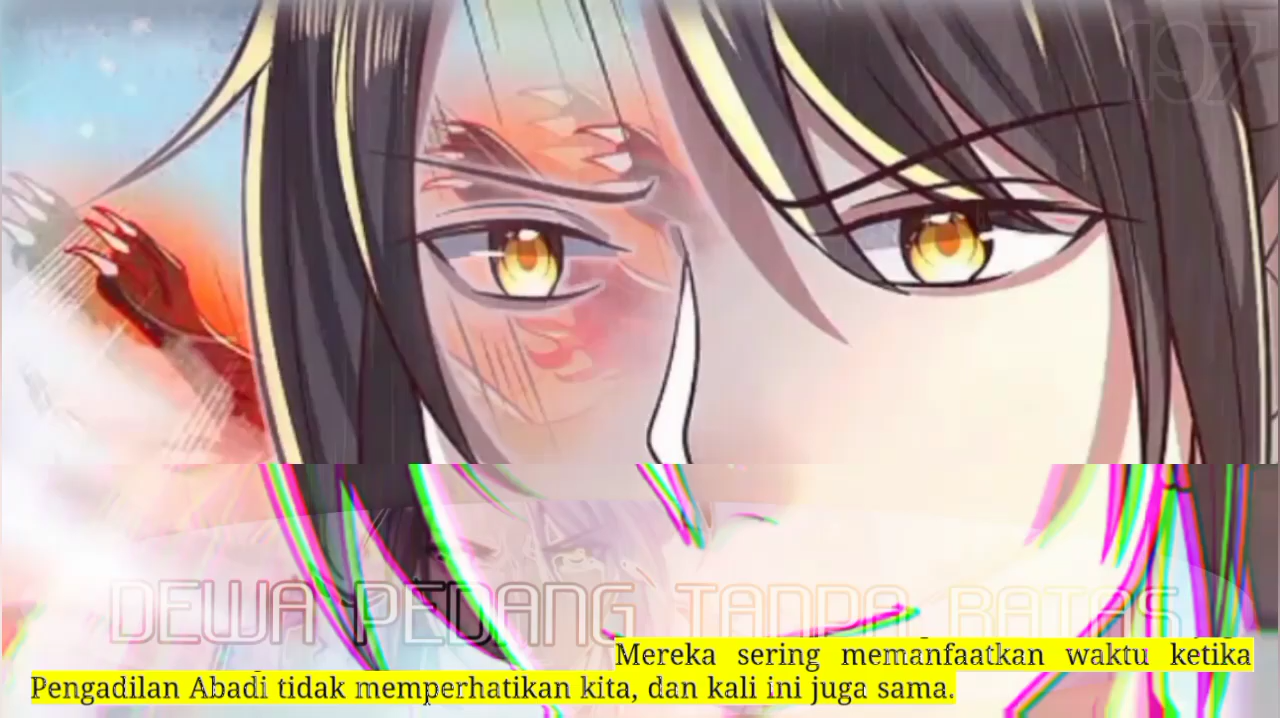 197
DEWA PEDANG TANPA BATAS
Mereka sering memanfaatkan waktu ketika
Pengadilan Abadi tidak memperhatikan kita, dan kali ini juga sama.